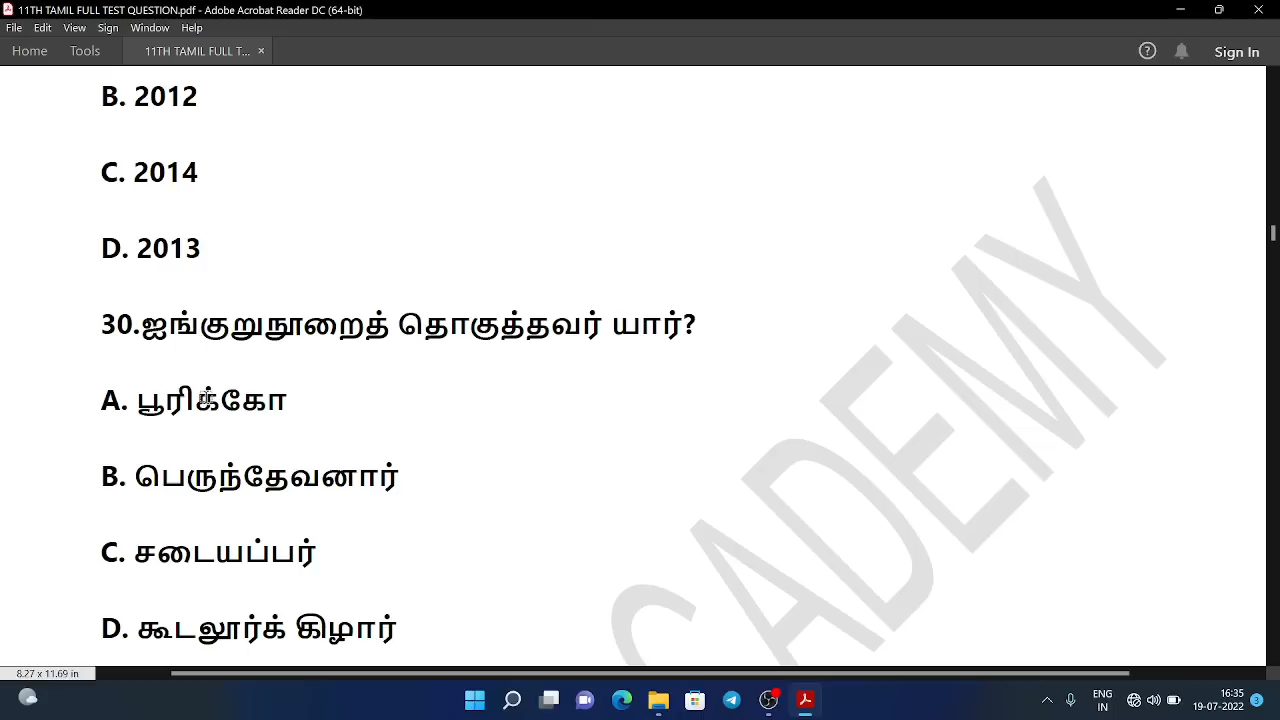 11TH TAMIL FULL TEST QUESTION.pdf - Adobe Acrobat Reader DC (64-bit)
File Edit View Sign Window Help
Home Tools 11TH TAMIL FULL T... × Sign In
B. 2012
C. 2014
D. 2013
30.ஐங்குறுநூறைத் தொகுத்தவர் யார்?
A. பூரிக்கோ
B. பெருந்தேவனார்
C. சடையப்பர்
D. கூடலூர்க் கிழார்
CADEMY
8.27 x 11.69 in
ENG 16:35
IN 19-07-2022 3